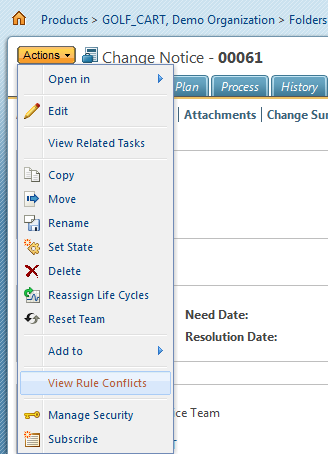 Products > GOLF_CART, Demo Organization > Folders
Actions Change Notice - 00061
Open in
Plan Process History
Edit
Attachments Change Sum
View Related Tasks
Copy
Move
Rename
Set State
Delete
Reassign Life Cycles
Need Date:
Reset Team
Resolution Date:
Add to
View Rule Conflicts
Manage Security
ce Team
Subscribe